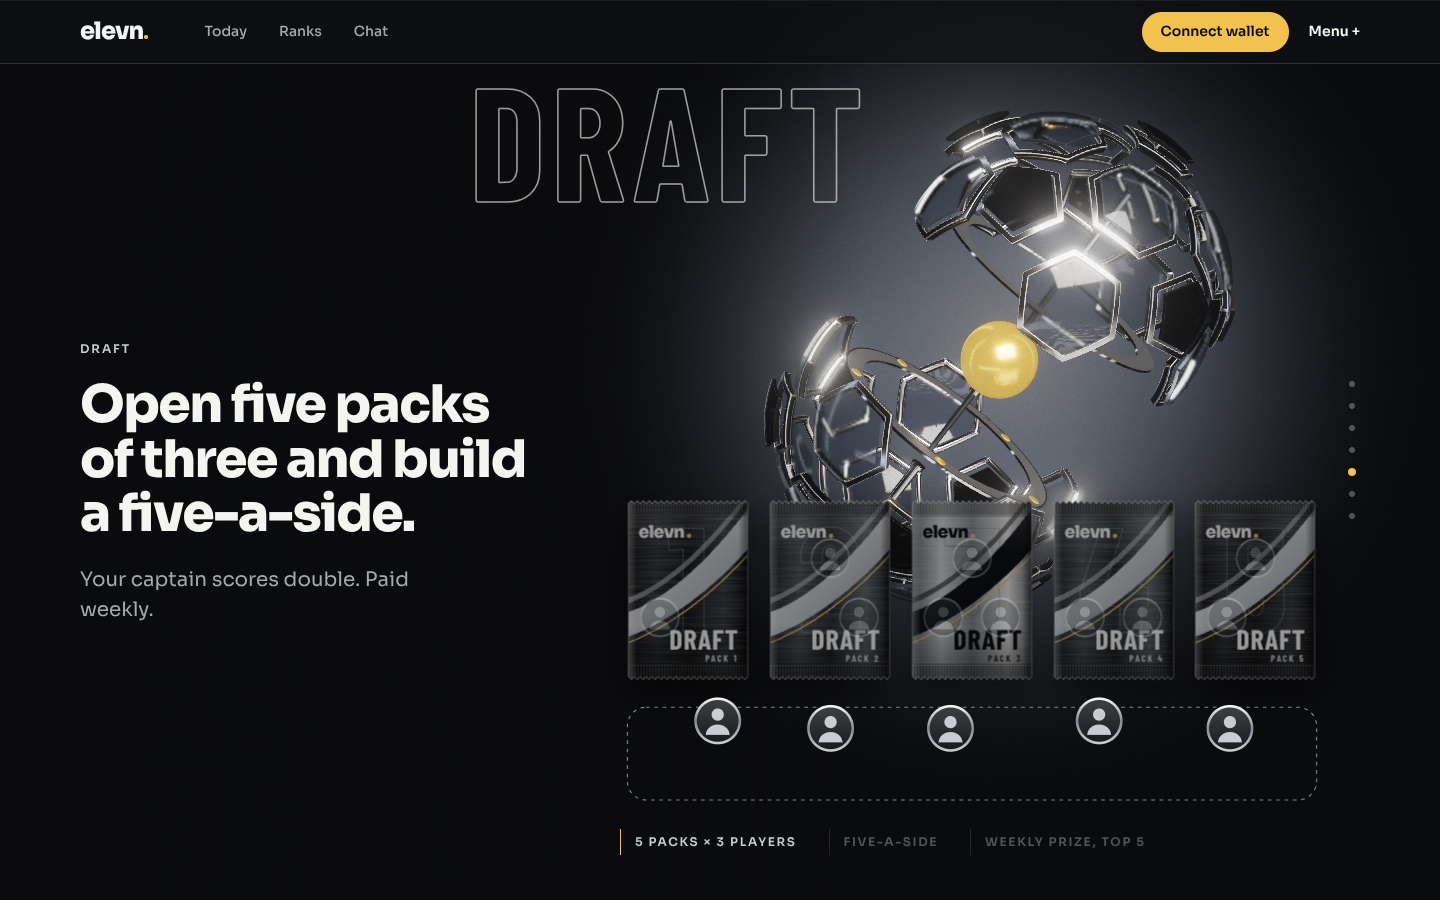 elevn.
Today
Ranks
Chat
Connect wallet
Menu +
DRAFT
DRAFT
Open five packs
of three and build
a five-a-side.
Your captain scores double. Paid
weekly.
elevn.
DRAFT
PACK 1
elevn.
DRAFT
PACK 2
elevn.
DRAFT
PACK 3
elevn.
DRAFT
PACK 4
elevn.
DRAFT
PACK 5
5 PACKS × 3 PLAYERS
FIVE-A-SIDE
WEEKLY PRIZE, TOP 5